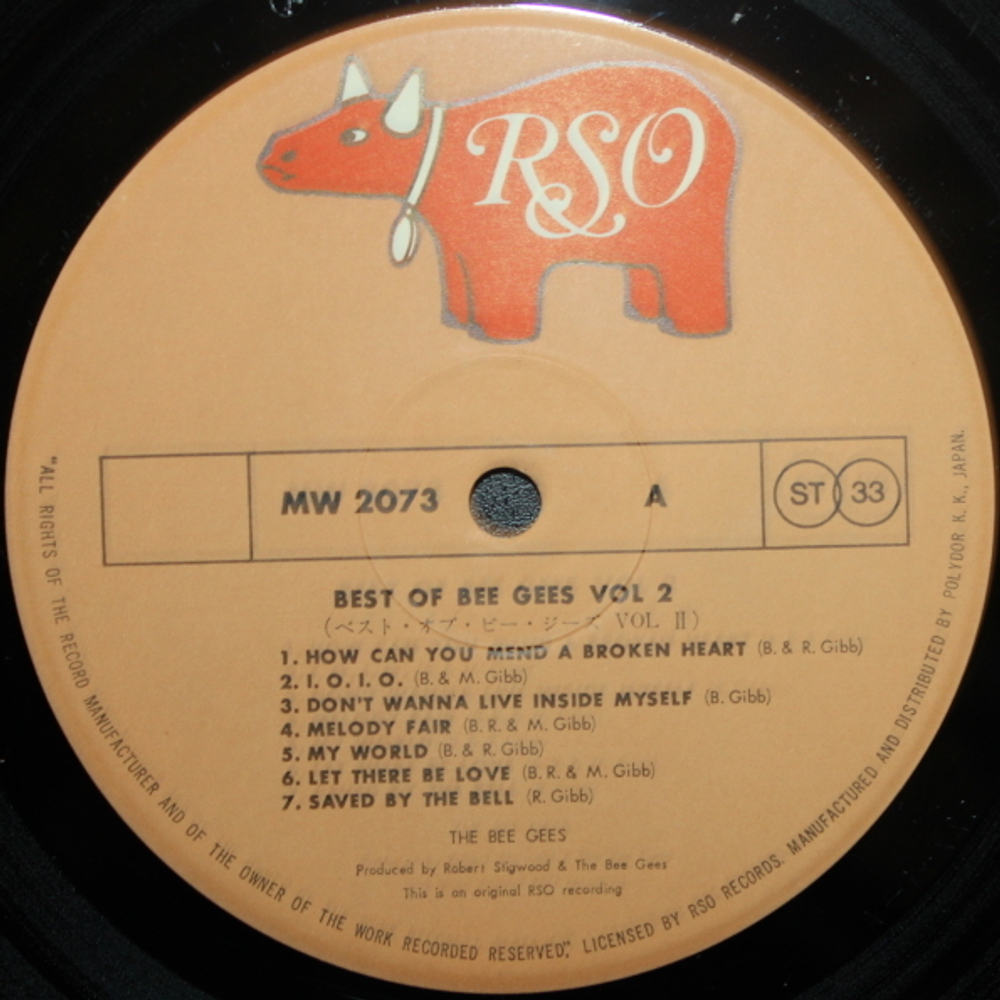 RSO
MW 2073
A
ST 33
BEST OF BEE GEES VOL 2
(ベスト・オブ・ビー・ジーズ VOL II)
1. HOW CAN YOU MEND A BROKEN HEART (B. & R. Gibb)
2. I. O. I. O. (B. & M. Gibb)
3. DON'T WANNA LIVE INSIDE MYSELF (B. Gibb)
4. MELODY FAIR (B. R. & M. Gibb)
5. MY WORLD (B. & R. Gibb)
6. LET THERE BE LOVE (B. R. & M. Gibb)
7. SAVED BY THE BELL (R. Gibb)
THE BEE GEES
Produced by Robert Stigwood & The Bee Gees
This is an original RSO recording
"ALL RIGHTS OF THE RECORD MANUFACTURER AND OF THE OWNER OF THE WORK RECORDED RESERVED", LICENSED BY RSO RECORDS. MANUFACTURED AND DISTRIBUTED BY POLYDOR K. K., JAPAN.